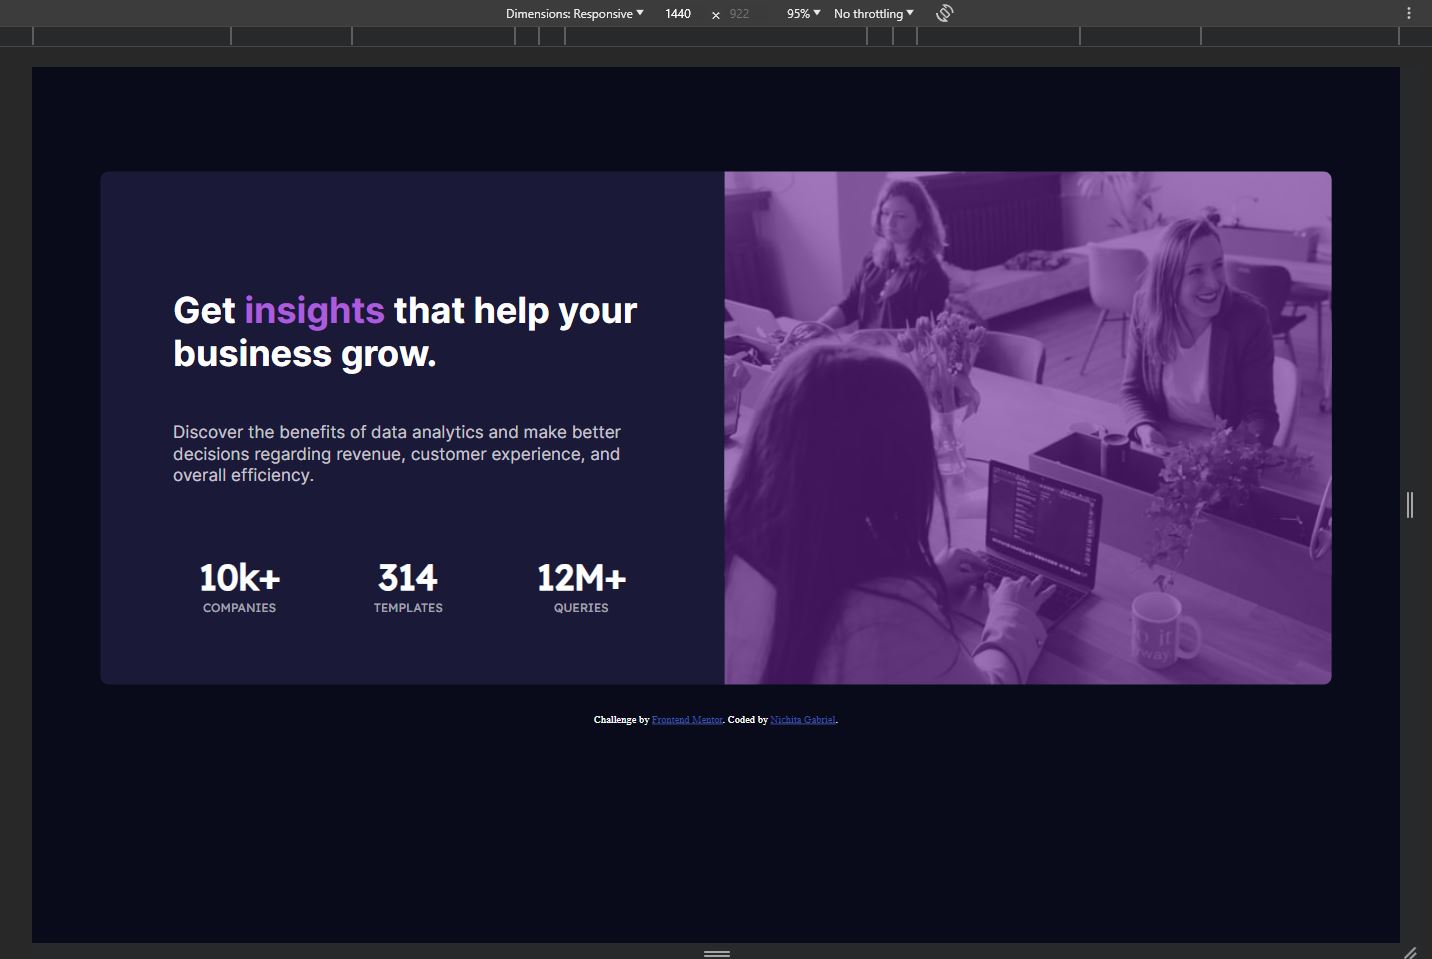 Dimensions: Responsive 1440 × 922 95% No throttling
Get insights that help your
business grow.
Discover the benefits of data analytics and make better
decisions regarding revenue, customer experience, and
overall efficiency.
10k+ 314 12M+
COMPANIES TEMPLATES QUERIES
Challenge by Frontend Mentor. Coded by Nichita Gabriel.